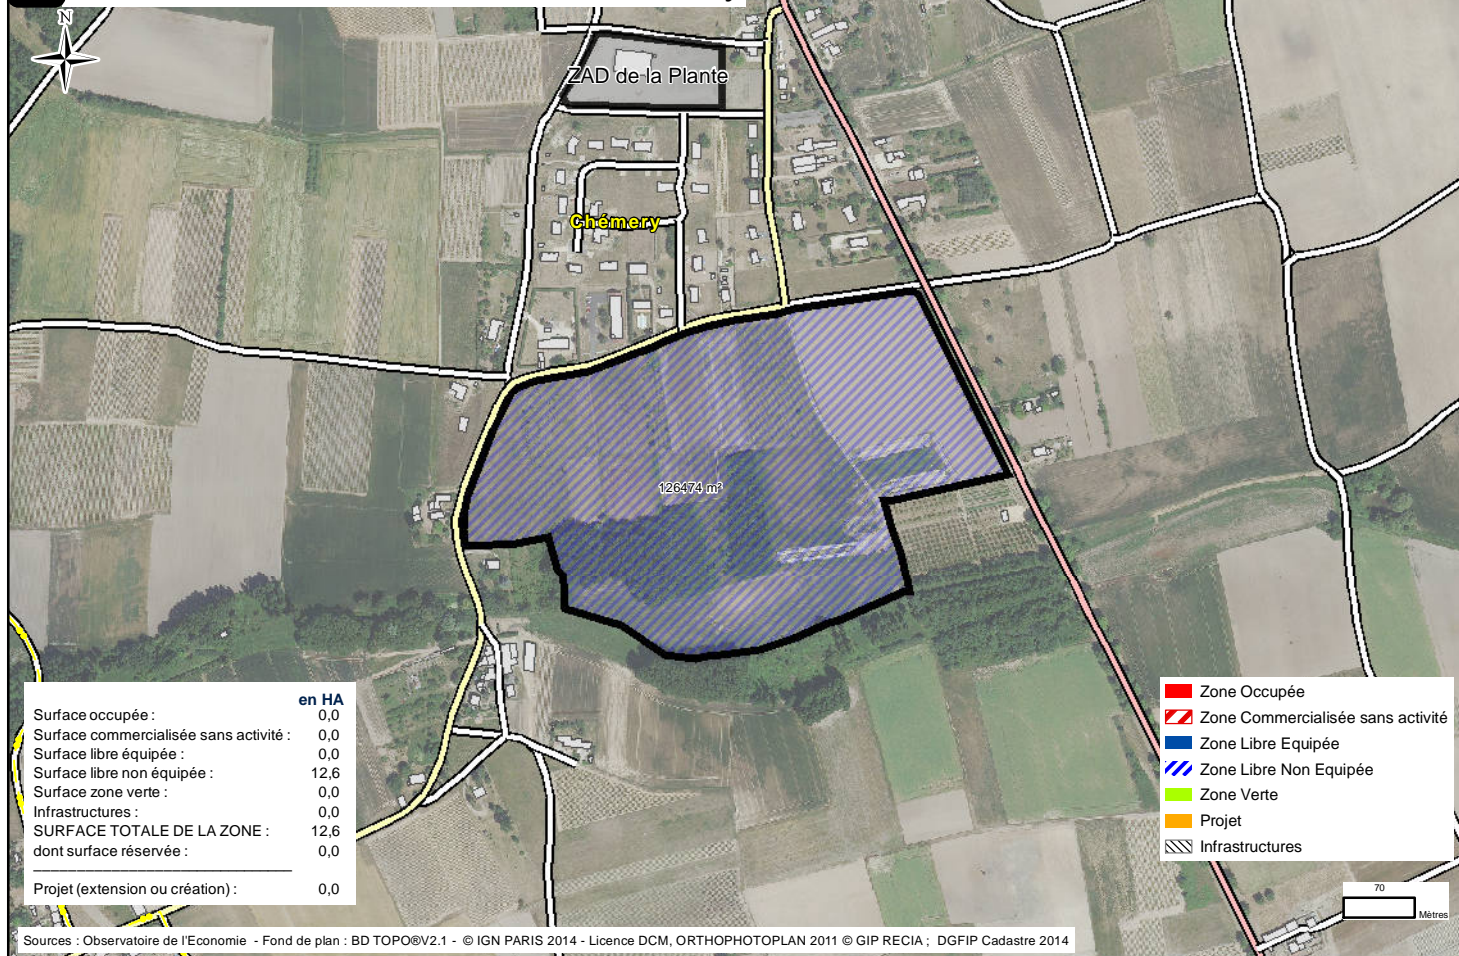 N
ZAD de la Plante
Chémery
126474 m²
en HA
Surface occupée : 0,0
Surface commercialisée sans activité : 0,0
Surface libre équipée : 0,0
Surface libre non équipée : 12,6
Surface zone verte : 0,0
Infrastructures : 0,0
SURFACE TOTALE DE LA ZONE : 12,6
dont surface réservée : 0,0
Projet (extension ou création) : 0,0
Zone Occupée
Zone Commercialisée sans activité
Zone Libre Equipée
Zone Libre Non Equipée
Zone Verte
Projet
Infrastructures
70
Mètres
Sources : Observatoire de l'Economie - Fond de plan : BD TOPO®V2.1 - © IGN PARIS 2014 - Licence DCM, ORTHOPHOTOPLAN 2011 © GIP RECIA ; DGFIP Cadastre 2014